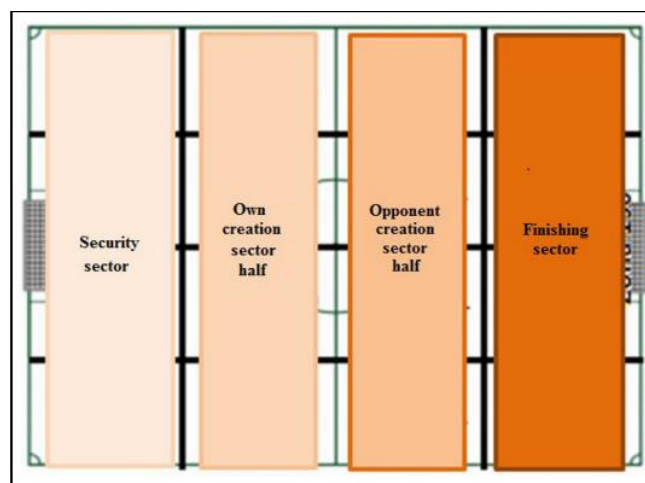 Security
sector
Own
creation
sector
half
Opponent
creation
sector
half
Finishing
sector